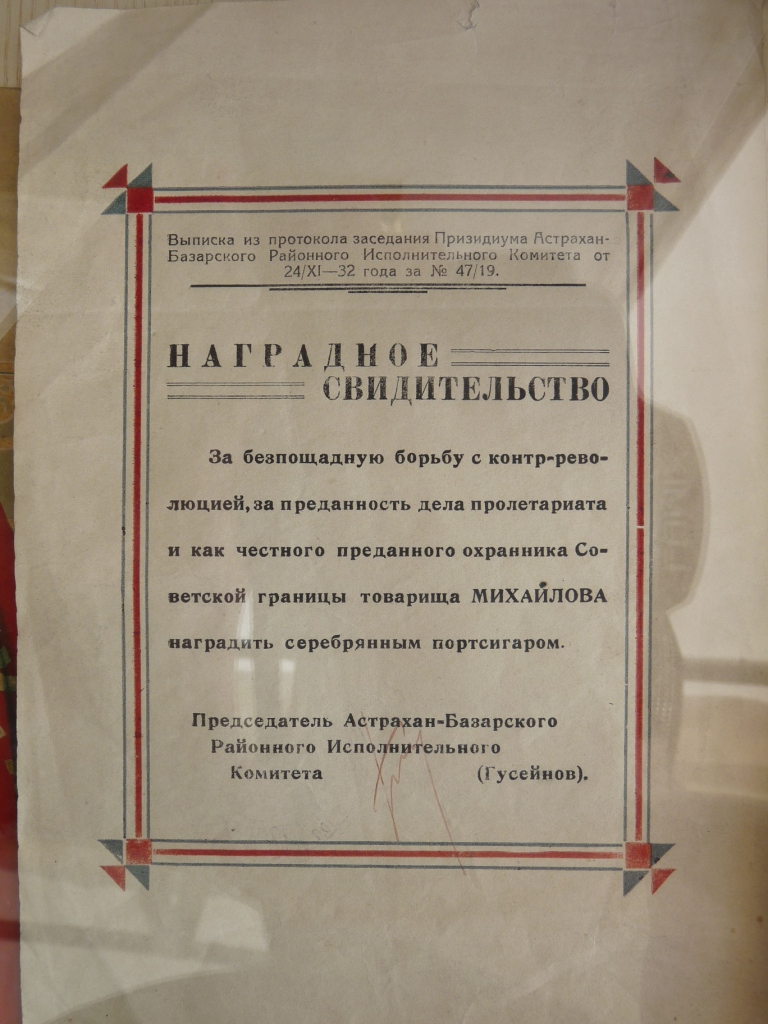 Выписка из протокола заседания Призидиума Астрахан-
Базарского Районного Исполнительного Комитета от
24/XI—32 года за № 47/19.
НАГРАДНОЕ
СВИДИТЕЛЬСТВО
За безпощадную борьбу с контр-рево-
люцией, за преданность дела пролетариата
и как честного преданного охранника Со-
ветской границы товарища МИХАЙЛОВА
наградить серебрянным портсигаром.
Председатель Астрахан-Базарского
Районного Исполнительного
Комитета (Гусейнов).